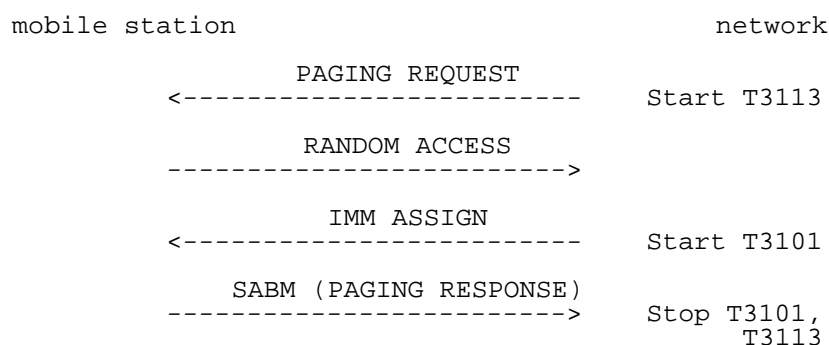 mobile station network
PAGING REQUEST
<-------------------------- Start T3113
RANDOM ACCESS
-------------------------->
IMM ASSIGN
<-------------------------- Start T3101
SABM (PAGING RESPONSE)
--------------------------> Stop T3101,
T3113